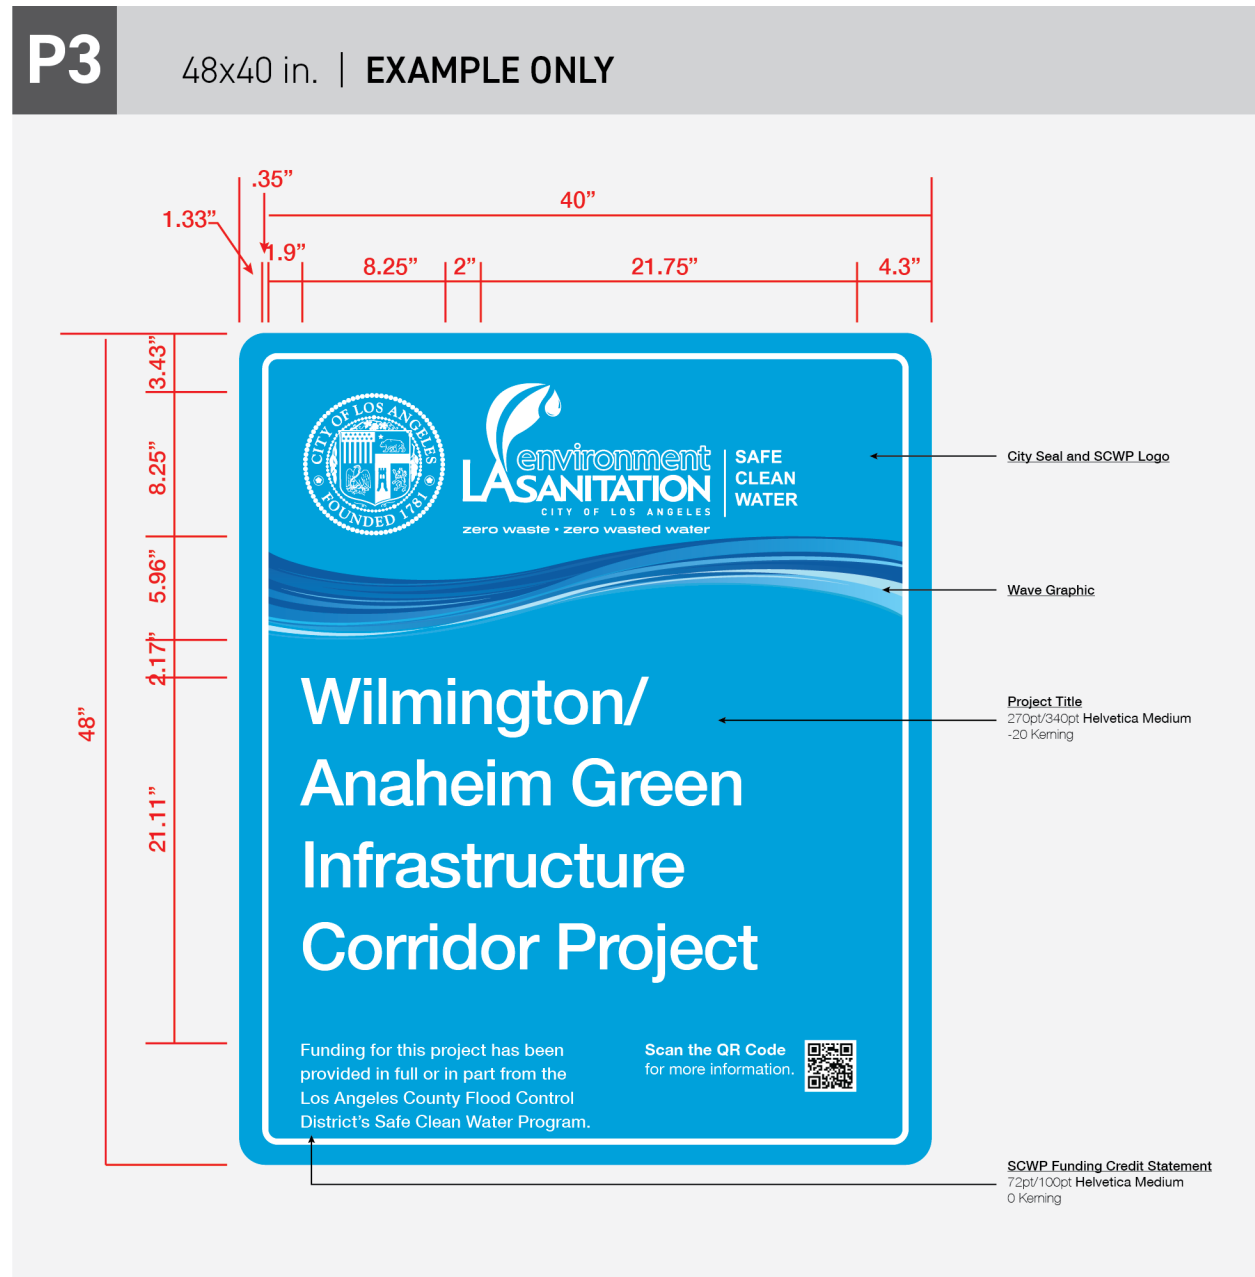 P3
48x40 in. | EXAMPLE ONLY
.35”
40”
1.33”
1.9”
8.25”
2”
21.75”
4.3”
3.43”
8.25”
5.96”
2.17”
21.11”
48”
CITY OF LOS ANGELES
FOUNDED 1781
environment
LASANITATION
CITY OF LOS ANGELES
zero waste • zero wasted water
SAFE
CLEAN
WATER
City Seal and SCWP Logo
Wave Graphic
Wilmington/
Anaheim Green
Infrastructure
Corridor Project
Project Title
270pt/340pt Helvetica Medium
-20 Kerning
Funding for this project has been
provided in full or in part from the
Los Angeles County Flood Control
District’s Safe Clean Water Program.
Scan the QR Code
for more information.
SCWP Funding Credit Statement
72pt/100pt Helvetica Medium
0 Kerning